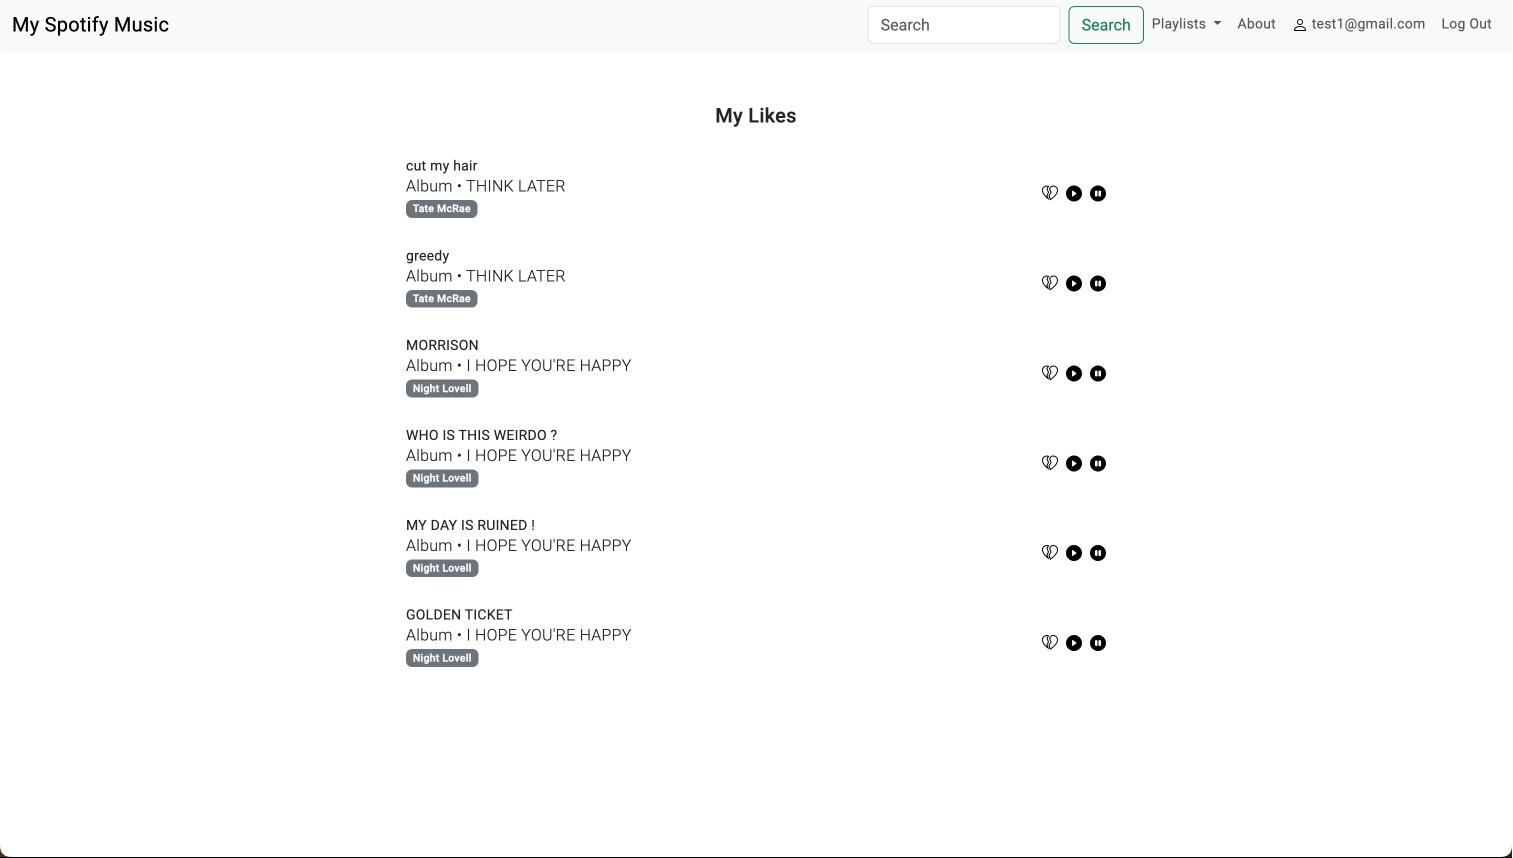 My Spotify Music
Search
Search
Playlists
About
test1@gmail.com
Log Out
My Likes
cut my hair
Album • THINK LATER
Tate McRae
greedy
Album • THINK LATER
Tate McRae
MORRISON
Album • I HOPE YOU'RE HAPPY
Night Lovell
WHO IS THIS WEIRDO ?
Album • I HOPE YOU'RE HAPPY
Night Lovell
MY DAY IS RUINED !
Album • I HOPE YOU'RE HAPPY
Night Lovell
GOLDEN TICKET
Album • I HOPE YOU'RE HAPPY
Night Lovell